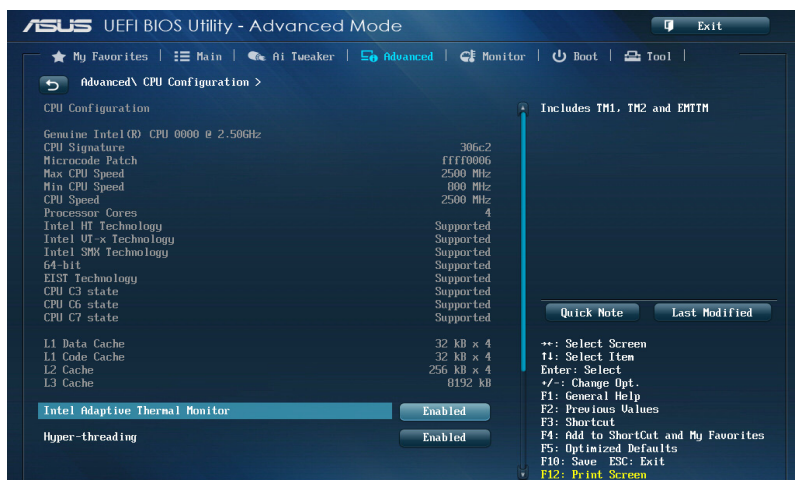 ASUS UEFI BIOS Utility - Advanced Mode
Exit
My Favorites | Main | Ai Tweaker | Advanced | Monitor | Boot | Tool |
Advanced\ CPU Configuration >
CPU Configuration
Genuine Intel(R) CPU 0000 @ 2.50GHz
CPU Signature 306c2
Microcode Patch ffff0006
Max CPU Speed 2500 MHz
Min CPU Speed 800 MHz
CPU Speed 2500 MHz
Processor Cores 4
Intel HT Technology Supported
Intel VT-x Technology Supported
Intel SMX Technology Supported
64-bit Supported
EIST Technology Supported
CPU C3 state Supported
CPU C6 state Supported
CPU C7 state Supported
L1 Data Cache 32 kB x 4
L1 Code Cache 32 kB x 4
L2 Cache 256 kB x 4
L3 Cache 8192 kB
Intel Adaptive Thermal Monitor Enabled
Hyper-threading Enabled
Includes TM1, TM2 and EMTTM
Quick Note Last Modified
→←: Select Screen
↑↓: Select Item
Enter: Select
+/-: Change Opt.
F1: General Help
F2: Previous Values
F3: Shortcut
F4: Add to ShortCut and My Favorites
F5: Optimized Defaults
F10: Save ESC: Exit
F12: Print Screen